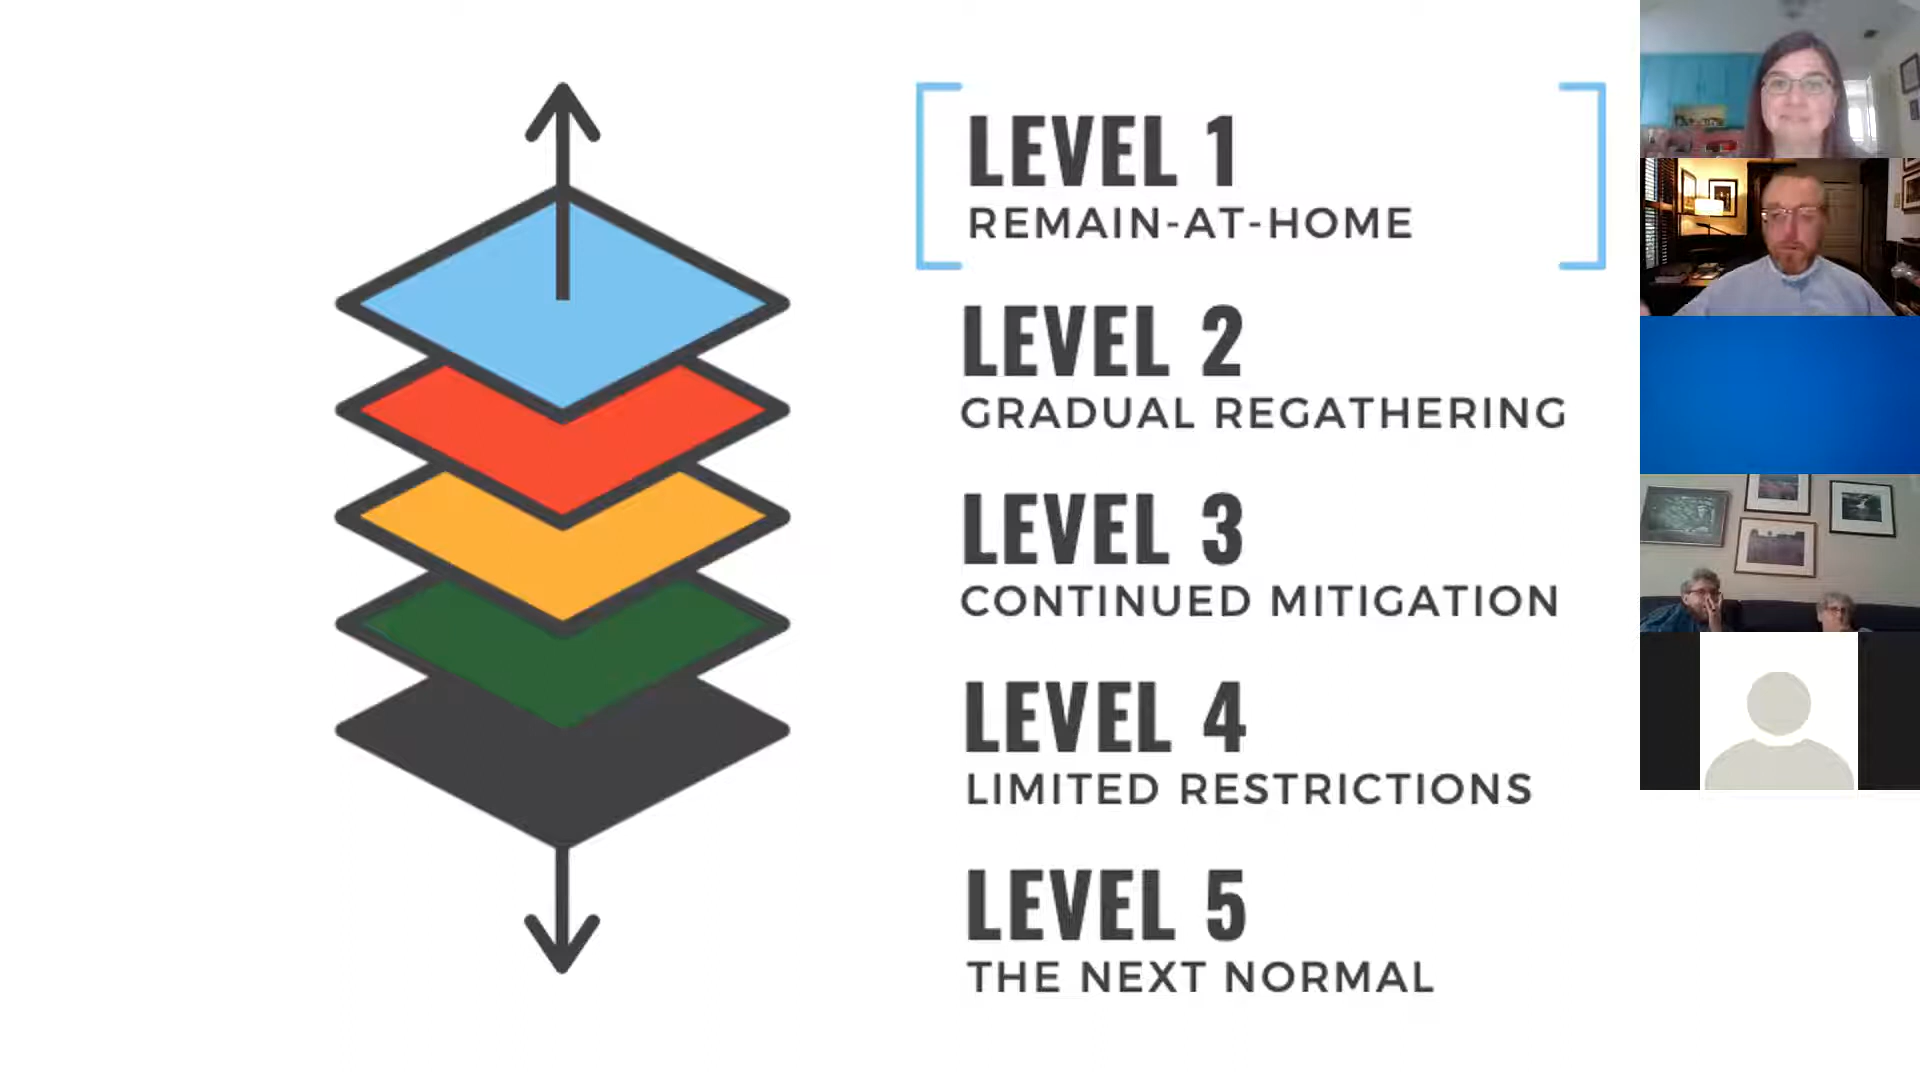 LEVEL 1
REMAIN-AT-HOME
LEVEL 2
GRADUAL REGATHERING
LEVEL 3
CONTINUED MITIGATION
LEVEL 4
LIMITED RESTRICTIONS
LEVEL 5
THE NEXT NORMAL